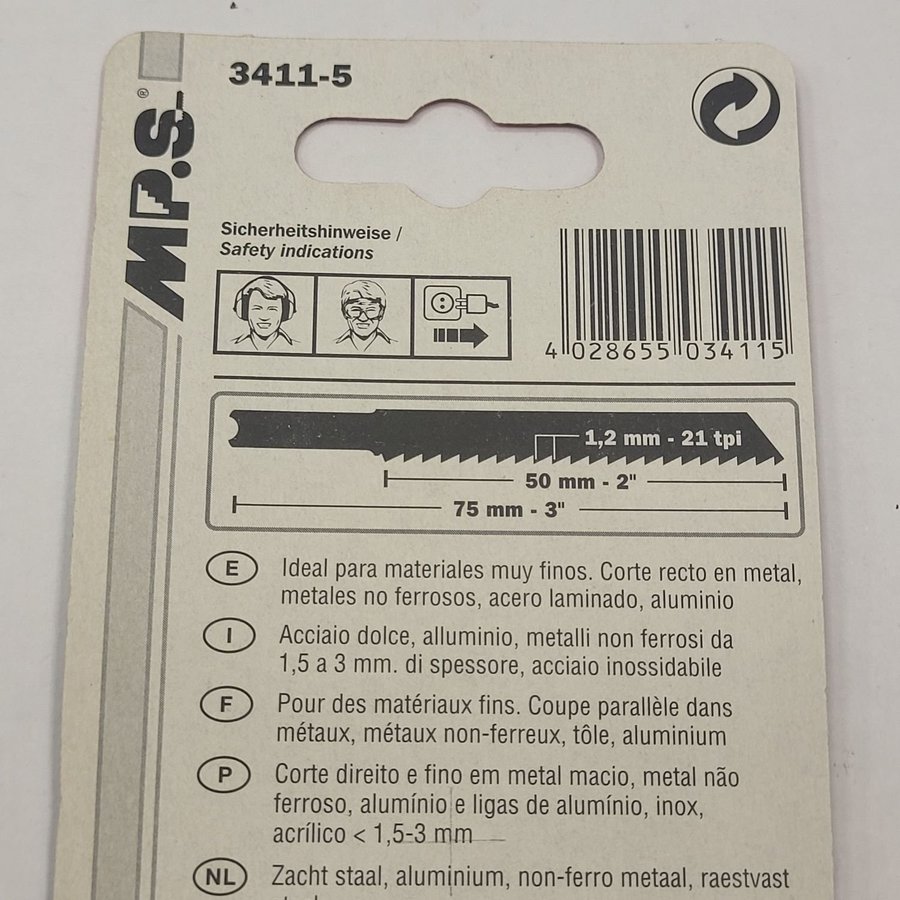 3411-5
MP.S®
Sicherheitshinweise /
Safety indications
4 028655 034115
1,2 mm - 21 tpi
50 mm - 2"
75 mm - 3"
E Ideal para materiales muy finos. Corte recto en metal,
metales no ferrosos, acero laminado, aluminio
I Acciaio dolce, alluminio, metalli non ferrosi da
1,5 a 3 mm. di spessore, acciaio inossidabile
F Pour des matériaux fins. Coupe parallèle dans
métaux, métaux non-ferreux, tôle, aluminium
P Corte direito e fino em metal macio, metal não
ferroso, alumínio e ligas de alumínio, inox,
acrílico < 1,5-3 mm
NL Zacht staal, aluminium, non-ferro metaal, raestvast